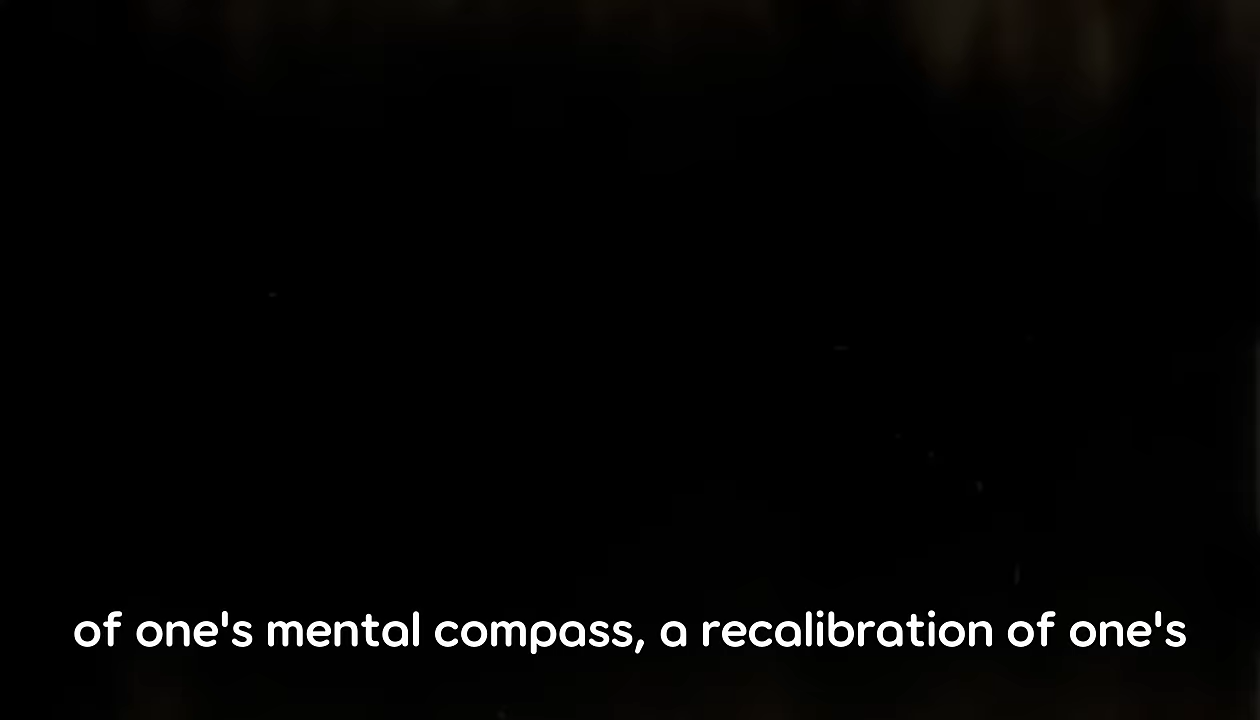 of one's mental compass, a recalibration of one's